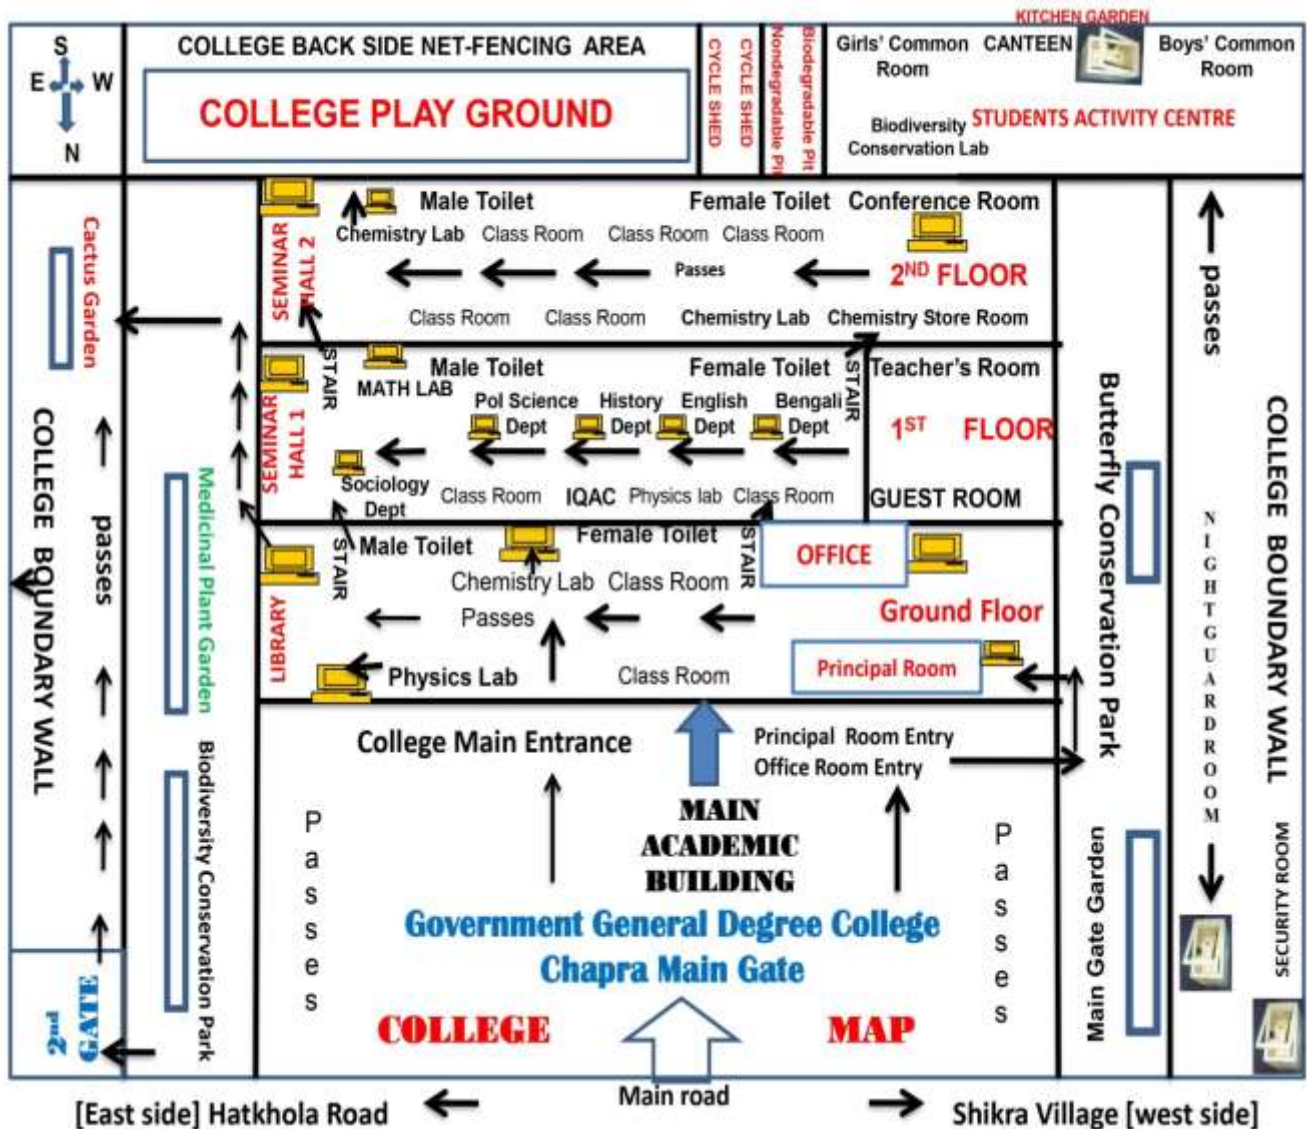 KITCHEN GARDEN
S
E W
N
COLLEGE BACK SIDE NET-FENCING AREA
COLLEGE PLAY GROUND
CYCLE SHED
CYCLE SHED
Nondegradable Pit
Biodegradable Pit
Girls' Common
Room
CANTEEN
Boys' Common
Room
Biodiversity
Conservation Lab
STUDENTS ACTIVITY CENTRE
Cactus Garden
COLLEGE BOUNDARY WALL
passes
Medicinal Plant Garden
Biodiversity Conservation Park
2nd
GATE
SEMINAR
HALL 2
Male Toilet
Female Toilet
Conference Room
Chemistry Lab
Class Room
Class Room
Class Room
Passes
2ND FLOOR
Class Room
Class Room
Chemistry Lab
Chemistry Store Room
STAIR
SEMINAR
HALL 1
MATH LAB
Male Toilet
Female Toilet
STAIR
Teacher's Room
Pol Science
Dept
History
Dept
English
Dept
Bengali
Dept
1ST FLOOR
Sociology
Dept
Class Room
IQAC
Physics lab
Class Room
GUEST ROOM
STAIR
Male Toilet
Female Toilet
STAIR
OFFICE
Chemistry Lab
Class Room
LIBRARY
Passes
Ground Floor
Physics Lab
Class Room
Principal Room
College Main Entrance
Principal Room Entry
Office Room Entry
MAIN
ACADEMIC
BUILDING
Passes
Passes
Government General Degree College
Chapra Main Gate
COLLEGE MAP
Butterfly Conservation Park
Main Gate Garden
passes
NIGHTGUARDROOM
COLLEGE BOUNDARY WALL
SECURITY ROOM
[East side] Hatkhola Road
Main road
Shikra Village [west side]